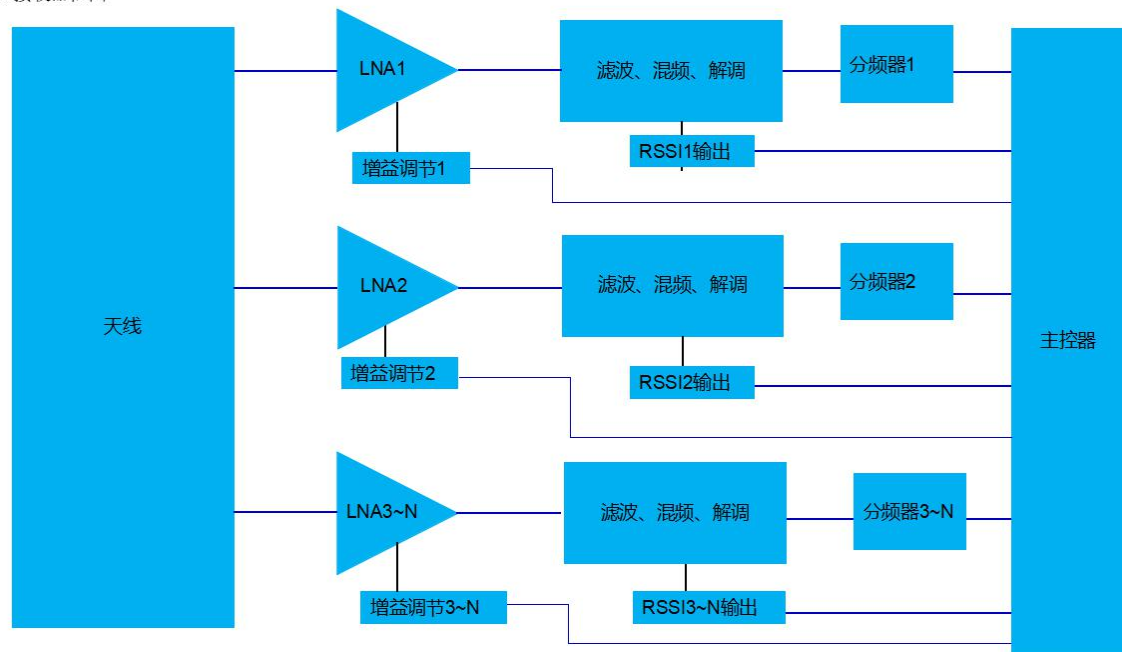 LNA1
滤波、混频、解调
分频器1
增益调节1
RSSI1输出
天线
LNA2
滤波、混频、解调
分频器2
增益调节2
RSSI2输出
主控器
LNA3~N
滤波、混频、解调
分频器3~N
增益调节3~N
RSSI3~N输出